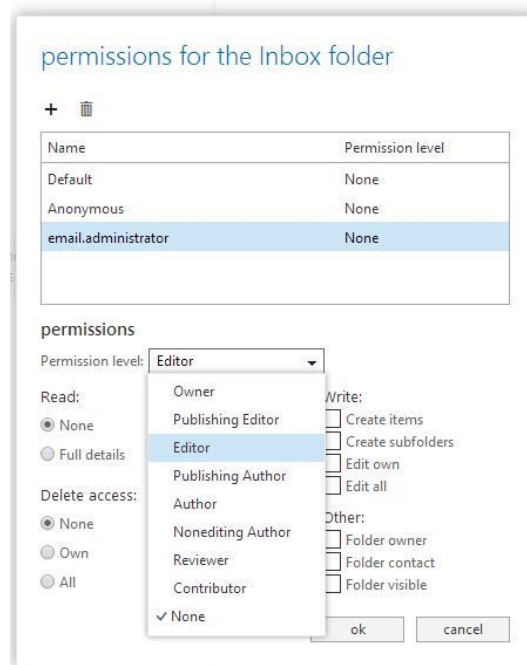 permissions for the Inbox folder
+
Name Permission level
Default None
Anonymous None
email.administrator None
permissions
Permission level: Editor
Owner
Publishing Editor
Editor
Publishing Author
Author
Nonediting Author
Reviewer
Contributor
✓ None
Read:
None
Full details
Delete access:
None
Own
All
Write:
Create items
Create subfolders
Edit own
Edit all
Other:
Folder owner
Folder contact
Folder visible
ok cancel